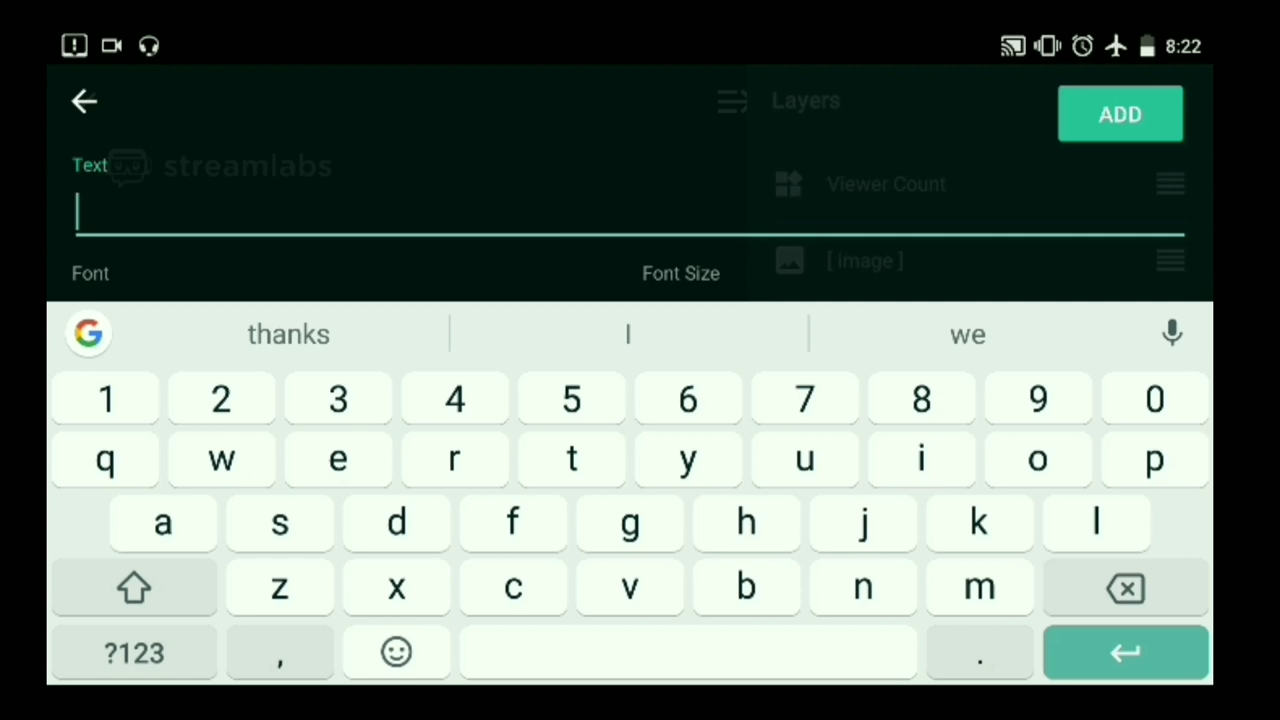 8:22
Layers
ADD
Text
streamlabs
Viewer Count
[ image ]
Font Font Size
G thanks I we
1 2 3 4 5 6 7 8 9 0
q w e r t y u i o p
a s d f g h j k l
z x c v b n m
?123 , .